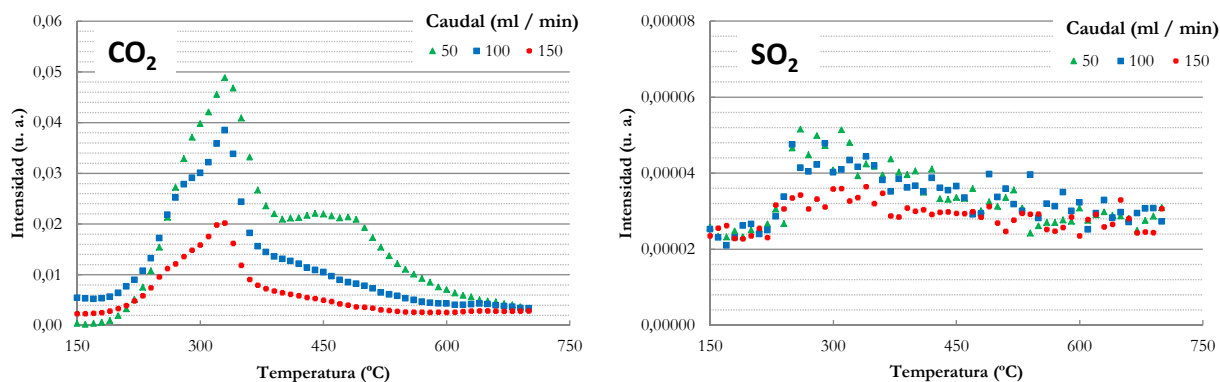 CO₂
Caudal (ml / min)
50 100 150
Intensidad (u. a.)
0,06
0,05
0,04
0,03
0,02
0,01
0,00
150 300 450 600 750
Temperatura (ºC)
SO₂
Caudal (ml / min)
50 100 150
Intensidad (u. a.)
0,00008
0,00006
0,00004
0,00002
0,00000
150 300 450 600 750
Temperatura (ºC)